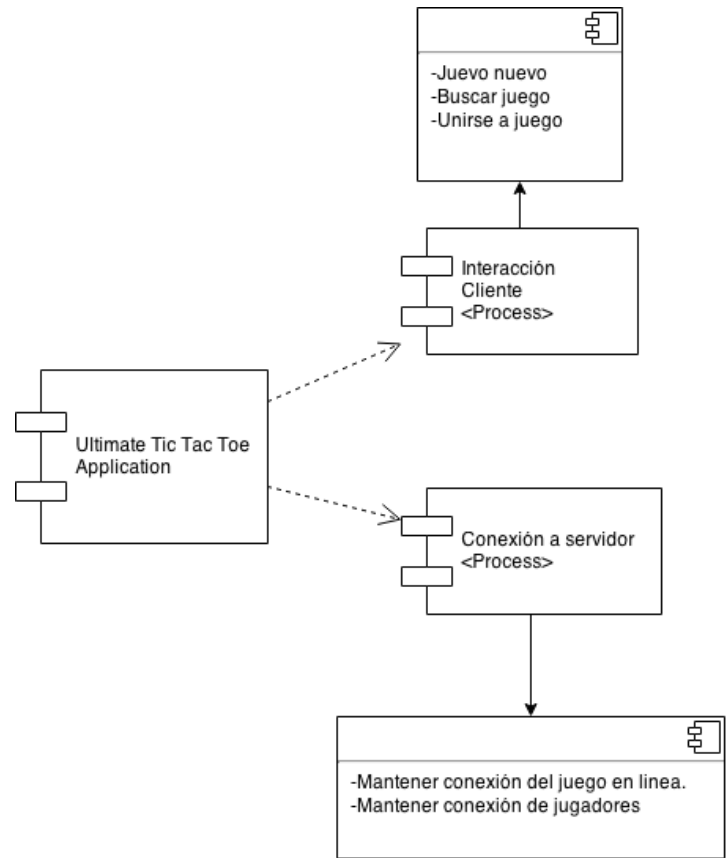 -Juevo nuevo
-Buscar juego
-Unirse a juego
Interacción
Cliente
<Process>
Ultimate Tic Tac Toe
Application
Conexión a servidor
<Process>
-Mantener conexión del juego en linea.
-Mantener conexión de jugadores